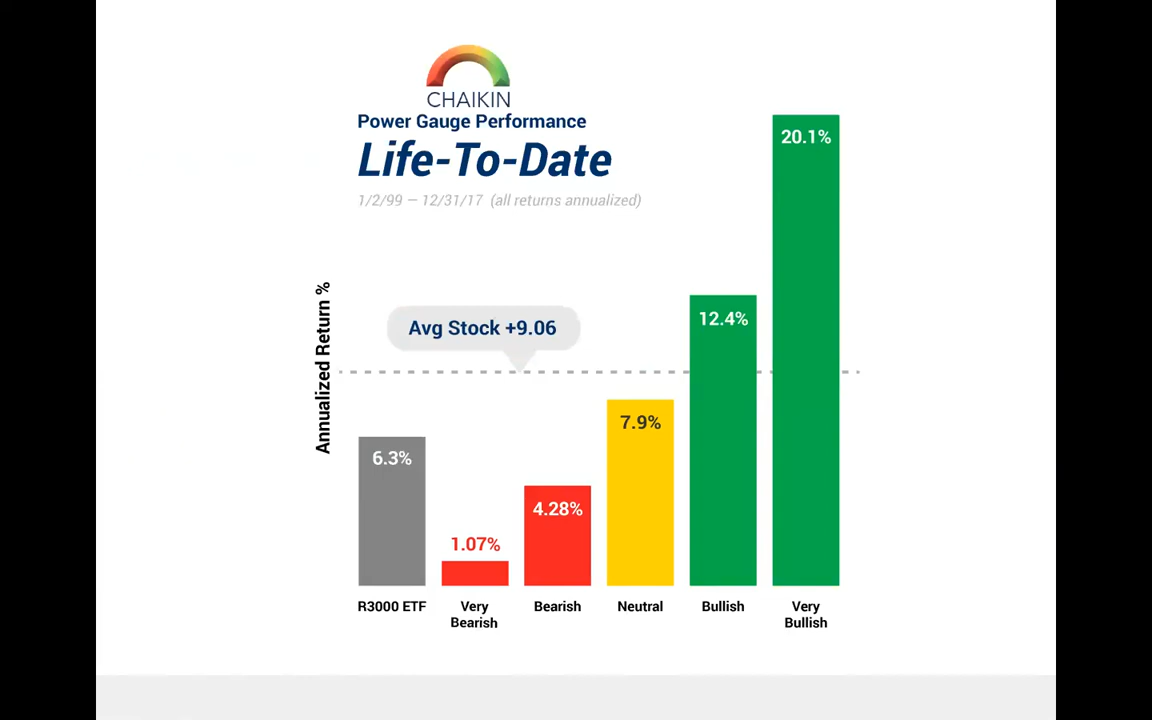 CHAIKIN
Power Gauge Performance
Life-To-Date
1/2/99 — 12/31/17 (all returns annualized)
Annualized Return %
Avg Stock +9.06
6.3%
1.07%
4.28%
7.9%
12.4%
20.1%
R3000 ETF
Very
Bearish
Bearish
Neutral
Bullish
Very
Bullish